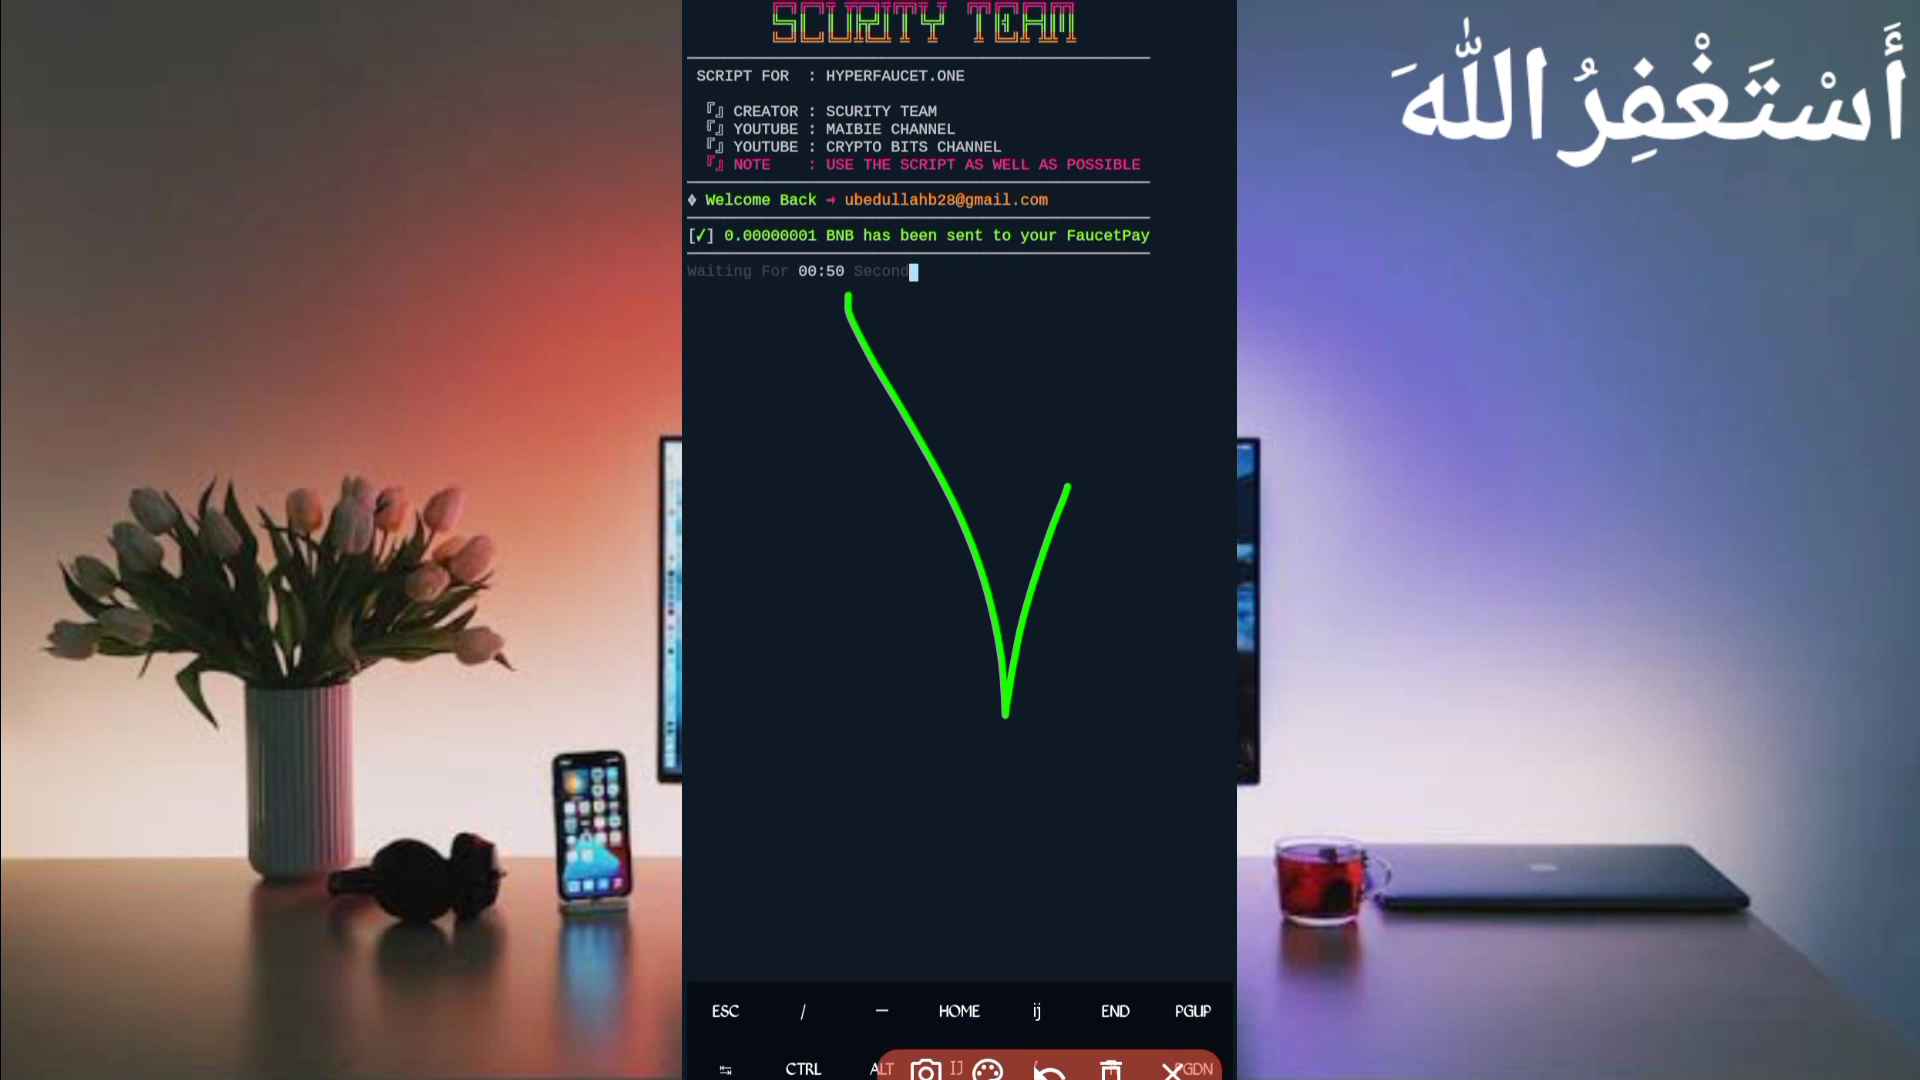 SCURITY TEAM
SCRIPT FOR : HYPERFAUCET.ONE
『』 CREATOR : SCURITY TEAM
『』 YOUTUBE : MAIBIE CHANNEL
『』 YOUTUBE : CRYPTO BITS CHANNEL
『』 NOTE : USE THE SCRIPT AS WELL AS POSSIBLE
Welcome Back → ubedullahb28@gmail.com
[✓] 0.00000001 BNB has been sent to your FaucetPay
Waiting For 00:50 Second
أَسْتَغْفِرُ اللّٰهَ
ESC / — HOME ij END PGUP
CTRL ALT IJ PGDN